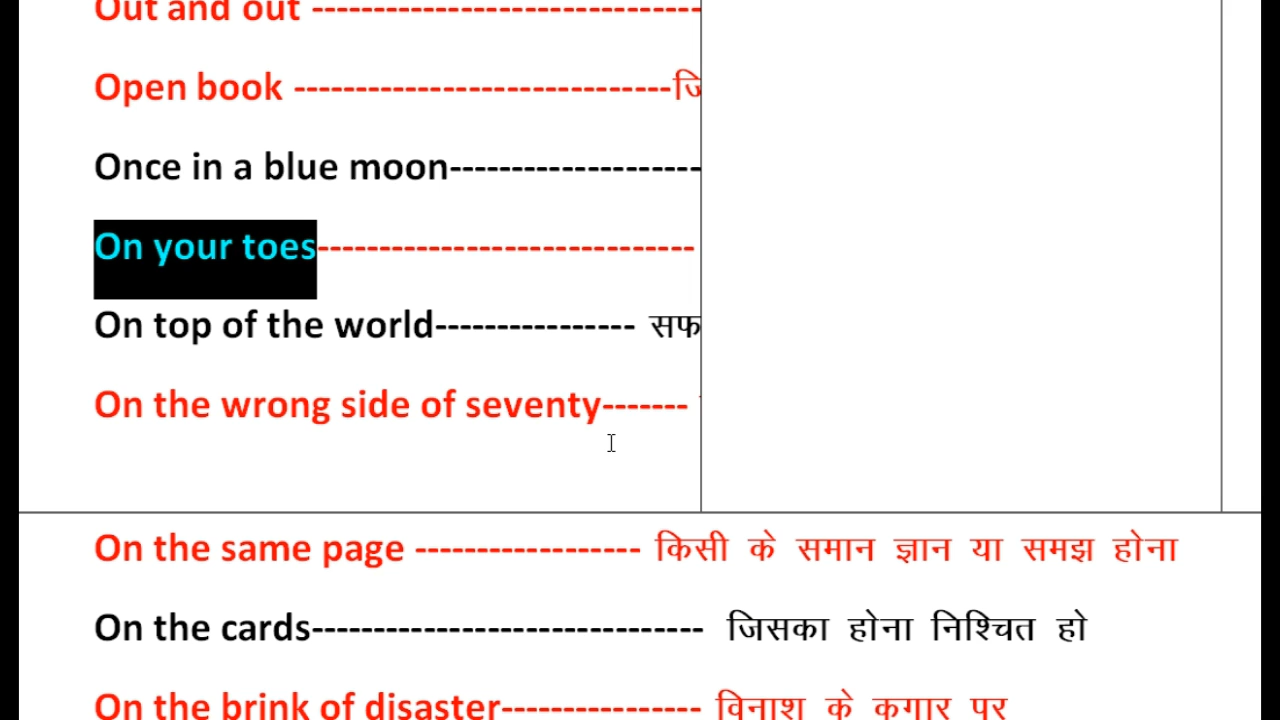 Out and out -------------------------------
Open book ------------------------------
Once in a blue moon--------------------
On your toes------------------------------
On top of the world----------------
On the wrong side of seventy-------
On the same page ------------------ किसी के समान ज्ञान या समझ होना
On the cards-------------------------------- जिसका होना निश्चित हो
On the brink of disaster---------------- विनाश के कगार पर